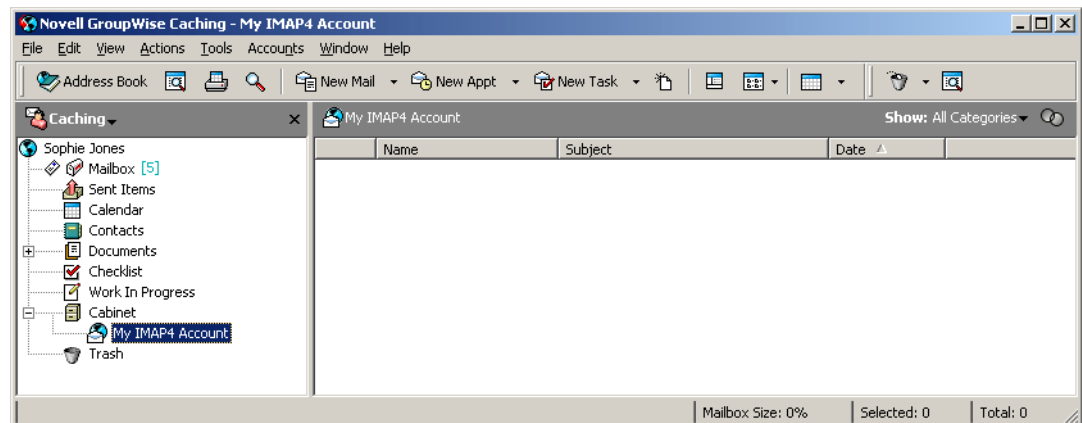 Novell GroupWise Caching - My IMAP4 Account
File Edit View Actions Tools Accounts Window Help
Address Book New Mail New Appt New Task
Caching My IMAP4 Account Show: All Categories
Sophie Jones Name Subject Date
Mailbox [5]
Sent Items
Calendar
Contacts
Documents
Checklist
Work In Progress
Cabinet
My IMAP4 Account
Trash
Mailbox Size: 0% Selected: 0 Total: 0